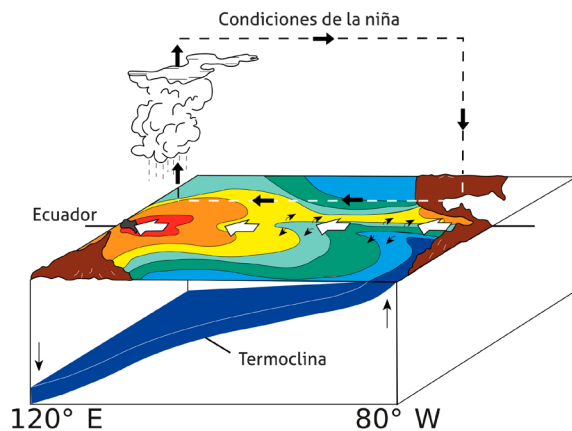 Condiciones de la niña
Ecuador
Termoclina
120° E
80° W